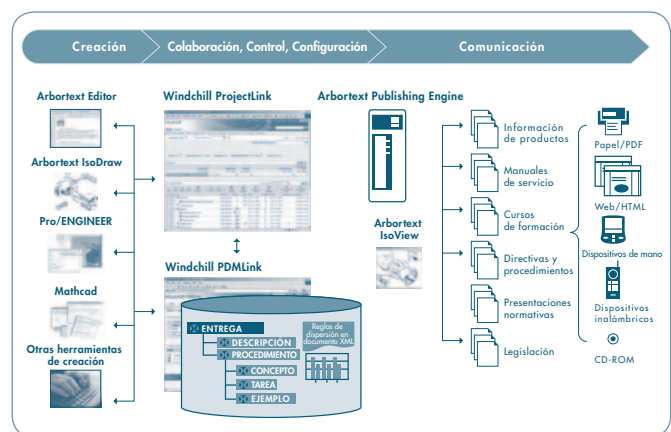 Creación
Colaboración, Control, Configuración
Comunicación
Arbortext Editor
Arbortext IsoDraw
Pro/ENGINEER
Mathcad
Otras herramientas
de creación
Windchill ProjectLink
Windchill PDMLink
ENTREGA
DESCRIPCIÓN
PROCEDIMIENTO
CONCEPTO
TAREA
EJEMPLO
Reglas de
dispersión en
documento XML
Arbortext Publishing Engine
Arbortext
IsoView
Información
de productos
Manuales
de servicio
Cursos
de formación
Directivas y
procedimientos
Presentaciones
normativas
Legislación
Papel/PDF
Web/HTML
Dispositivos de mano
Dispositivos
inalámbricos
CD-ROM